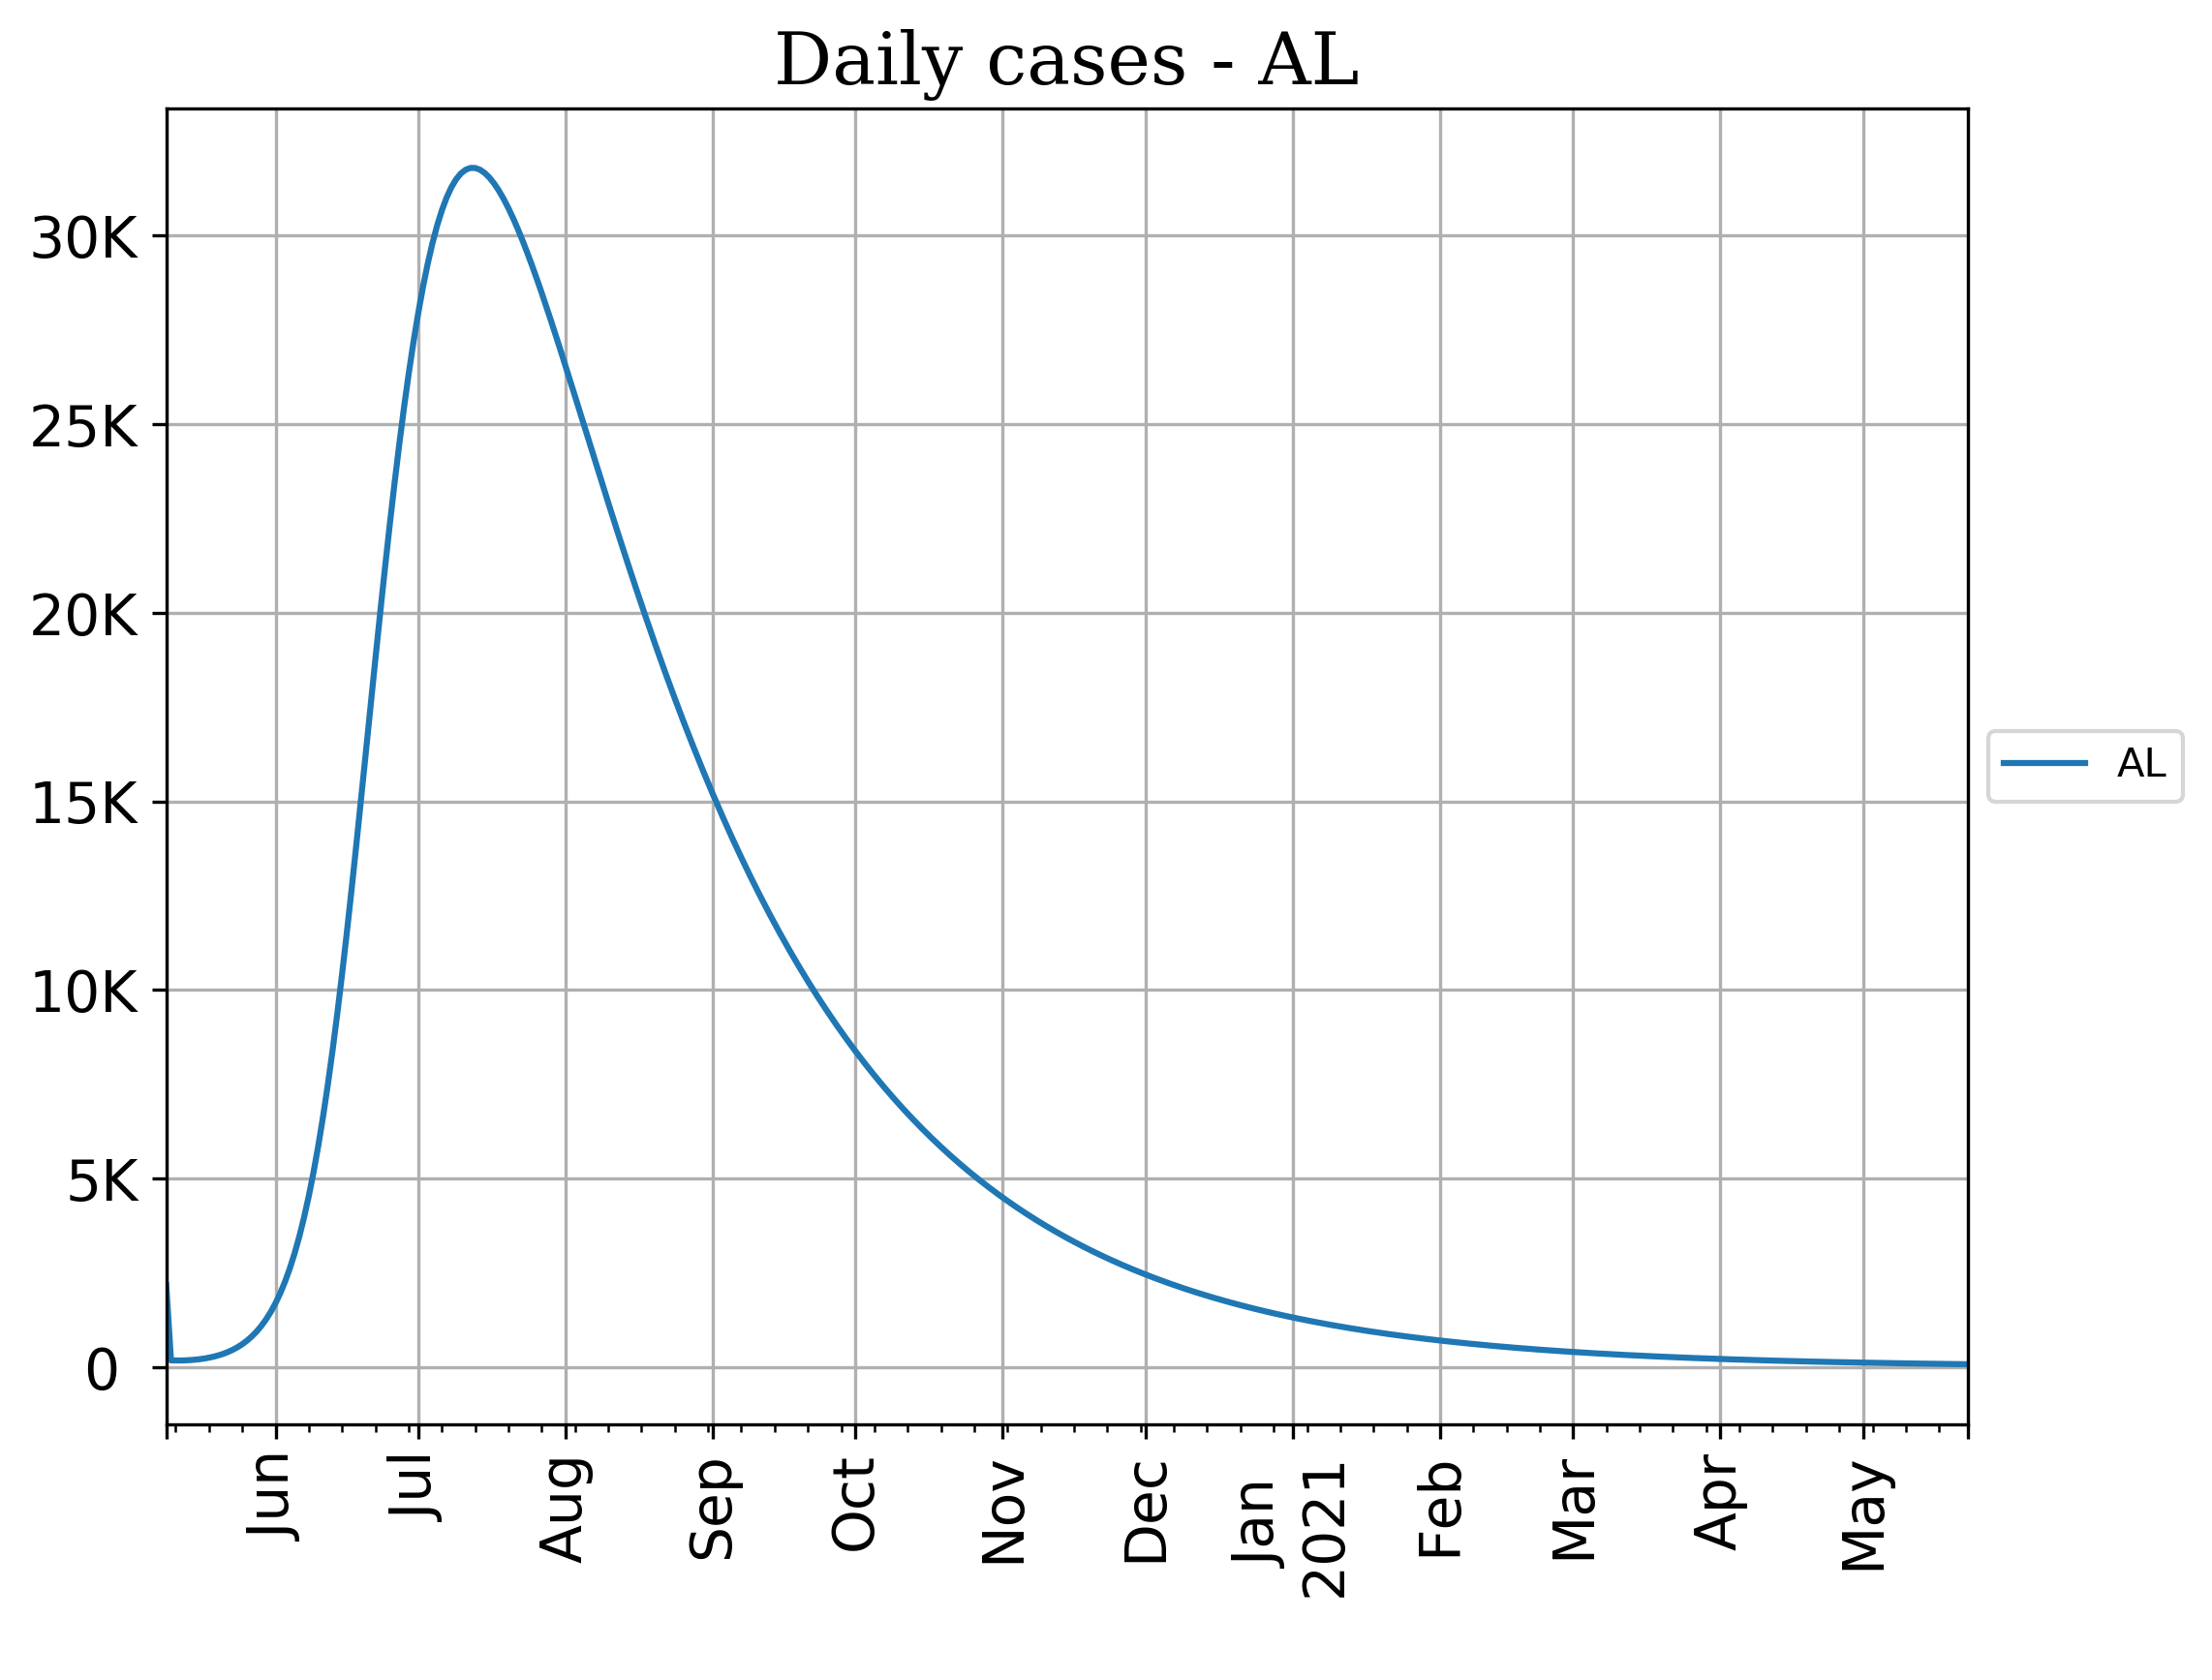 Daily cases - AL
30K
25K
20K
15K
10K
5K
0
AL
Jun
Jul
Aug
Sep
Oct
Nov
Dec
Jan
2021
Feb
Mar
Apr
May